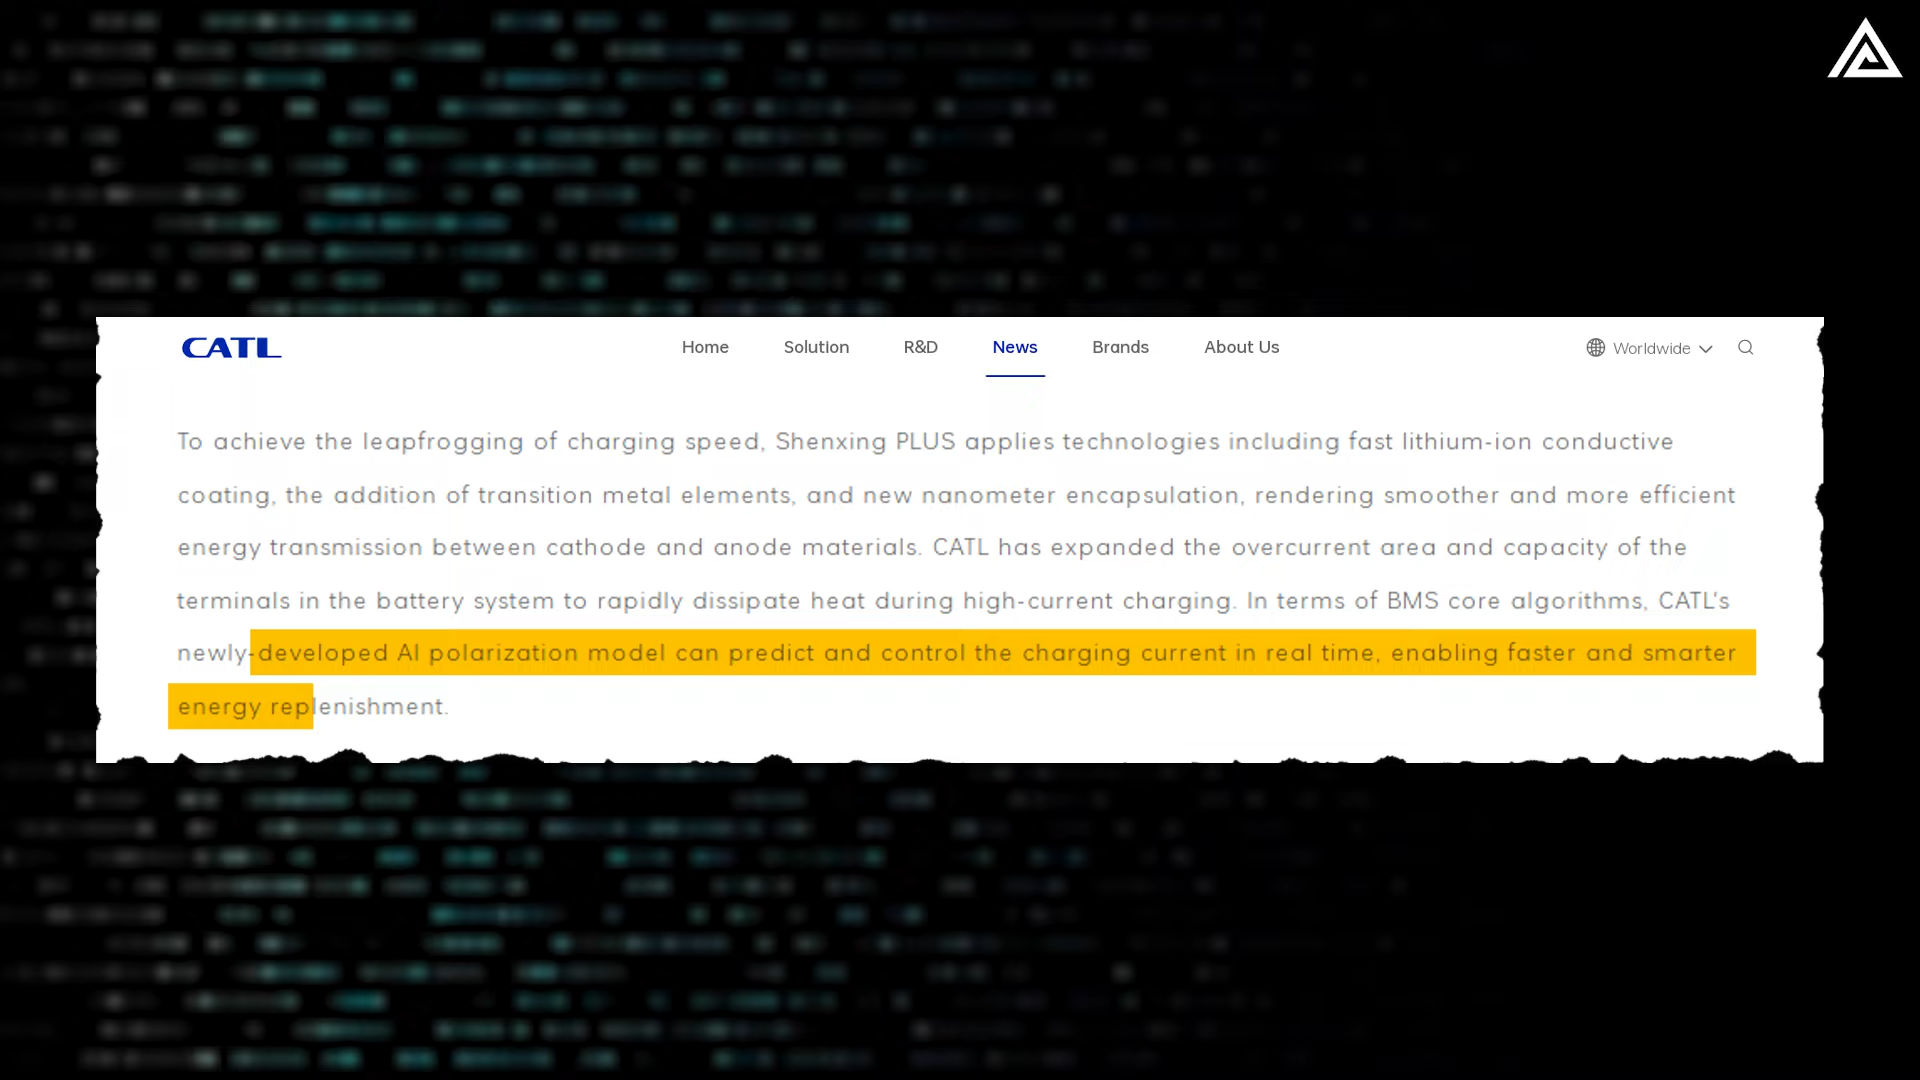 CATL Home Solution R&D News Brands About Us Worldwide
To achieve the leapfrogging of charging speed, Shenxing PLUS applies technologies including fast lithium-ion conductive
coating, the addition of transition metal elements, and new nanometer encapsulation, rendering smoother and more efficient
energy transmission between cathode and anode materials. CATL has expanded the overcurrent area and capacity of the
terminals in the battery system to rapidly dissipate heat during high-current charging. In terms of BMS core algorithms, CATL's
newly-developed AI polarization model can predict and control the charging current in real time, enabling faster and smarter
energy replenishment.